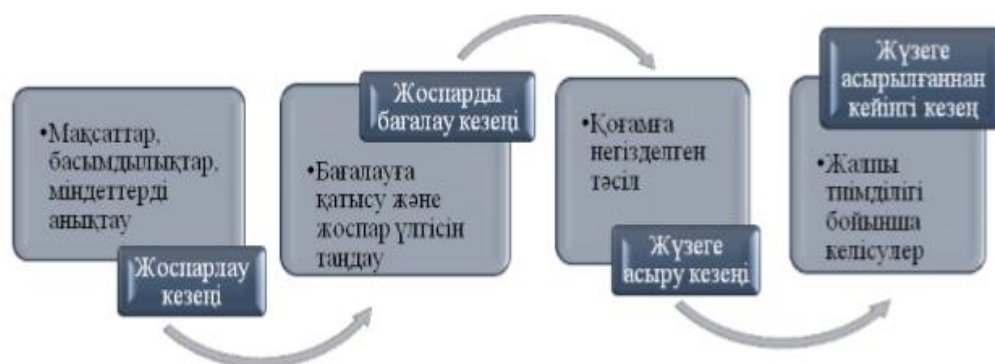 •Мақсаттар,
басымдылықтар,
міндеттерді
анықтау
Жоспарлау
кезеңі
Жоспарды
бағалау кезеңі
•Бағалауға
қатысу және
жоспар үлгісін
таңдау
•Қоғамға
негізделген
тәсіл
Жүзеге
асыру кезеңі
Жүзеге
асырылғаннан
кейінгі кезең
•Жалпы
тиімділігі
бойынша
келісулер